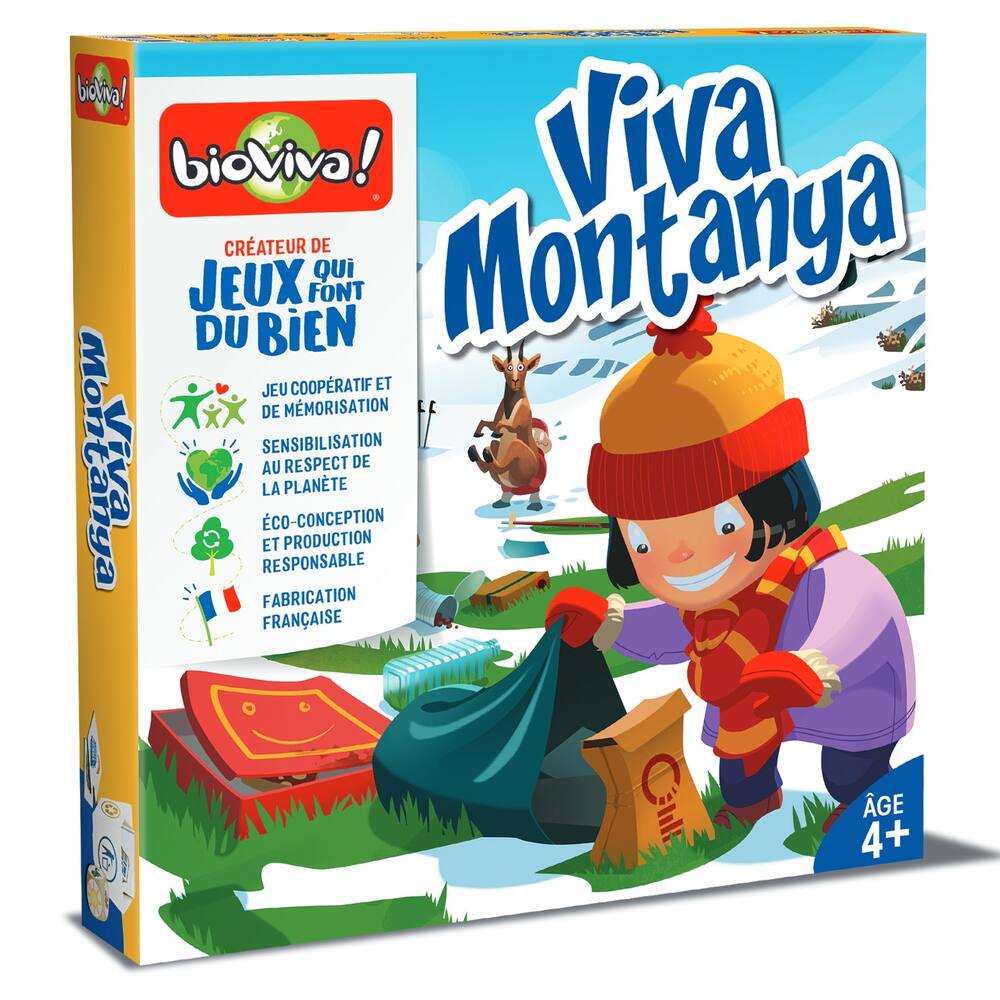 bioviva!
bioviva!
®
CRÉATEUR DE
JEUX QUI
FONT
DU BIEN
JEU COOPÉRATIF ET
DE MÉMORISATION
SENSIBILISATION
AU RESPECT DE
LA PLANÈTE
ÉCO-CONCEPTION
ET PRODUCTION
RESPONSABLE
FABRICATION
FRANÇAISE
Viva
Montanya
Viva
Montanya
ÂGE
4+